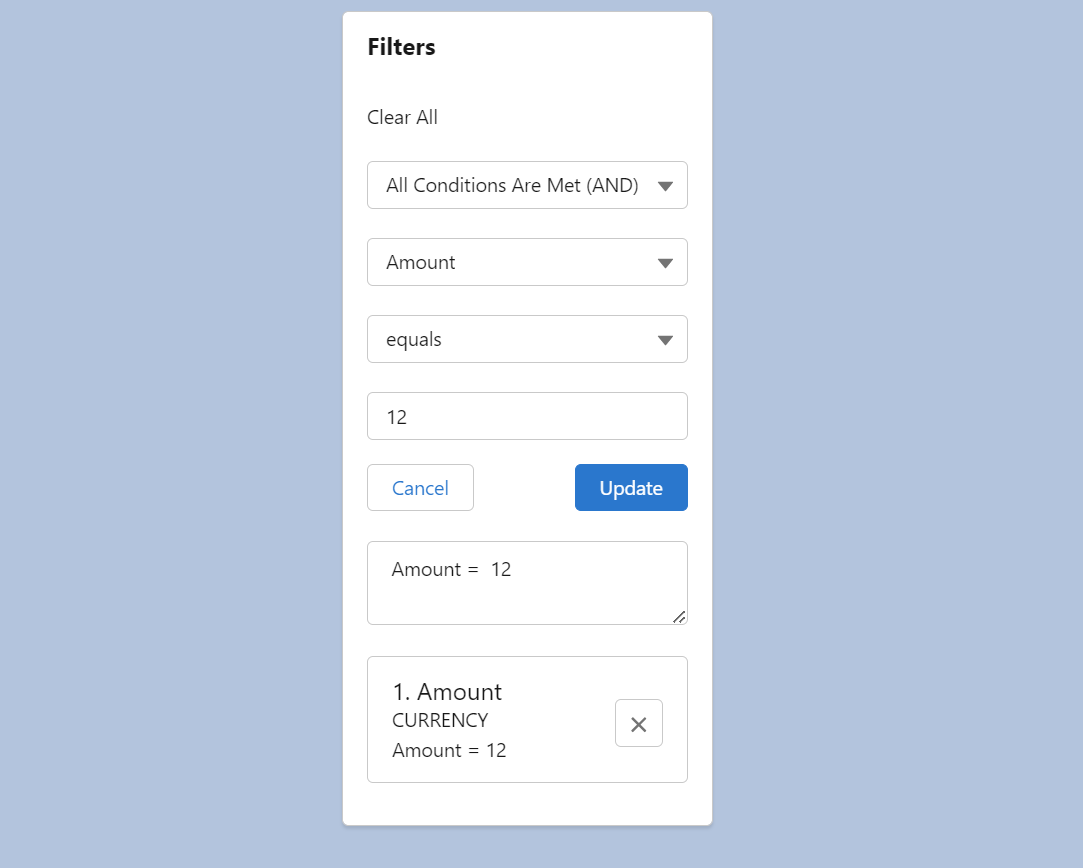 Filters
Clear All
All Conditions Are Met (AND)
Amount
equals
12
Cancel
Update
Amount =  12
1. Amount
CURRENCY
Amount = 12